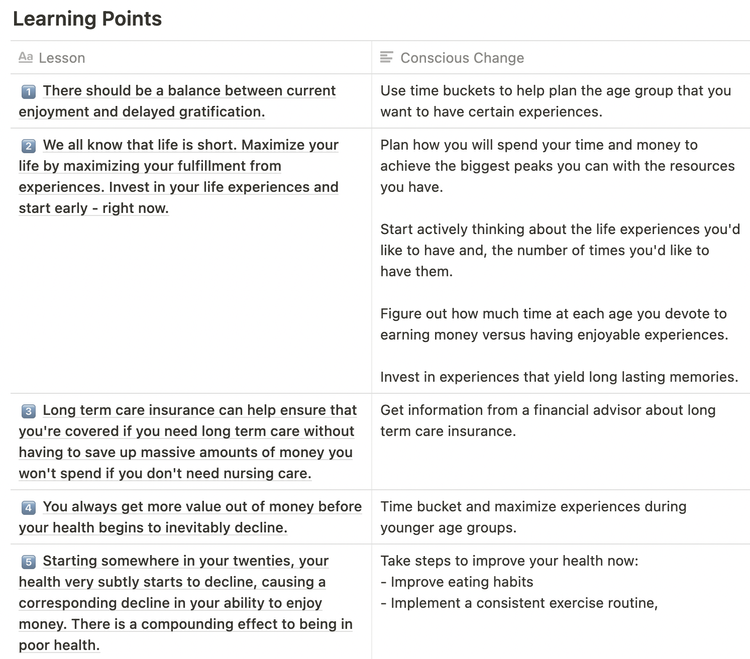 Learning Points
Aa Lesson
Conscious Change
1 There should be a balance between current
enjoyment and delayed gratification.
Use time buckets to help plan the age group that you
want to have certain experiences.
2 We all know that life is short. Maximize your
life by maximizing your fulfillment from
experiences. Invest in your life experiences and
start early - right now.
Plan how you will spend your time and money to
achieve the biggest peaks you can with the resources
you have.
Start actively thinking about the life experiences you'd
like to have and, the number of times you'd like to
have them.
Figure out how much time at each age you devote to
earning money versus having enjoyable experiences.
Invest in experiences that yield long lasting memories.
3 Long term care insurance can help ensure that
you're covered if you need long term care without
having to save up massive amounts of money you
won't spend if you don't need nursing care.
Get information from a financial advisor about long
term care insurance.
4 You always get more value out of money before
your health begins to inevitably decline.
Time bucket and maximize experiences during
younger age groups.
5 Starting somewhere in your twenties, your
health very subtly starts to decline, causing a
corresponding decline in your ability to enjoy
money. There is a compounding effect to being in
poor health.
Take steps to improve your health now:
- Improve eating habits
- Implement a consistent exercise routine,